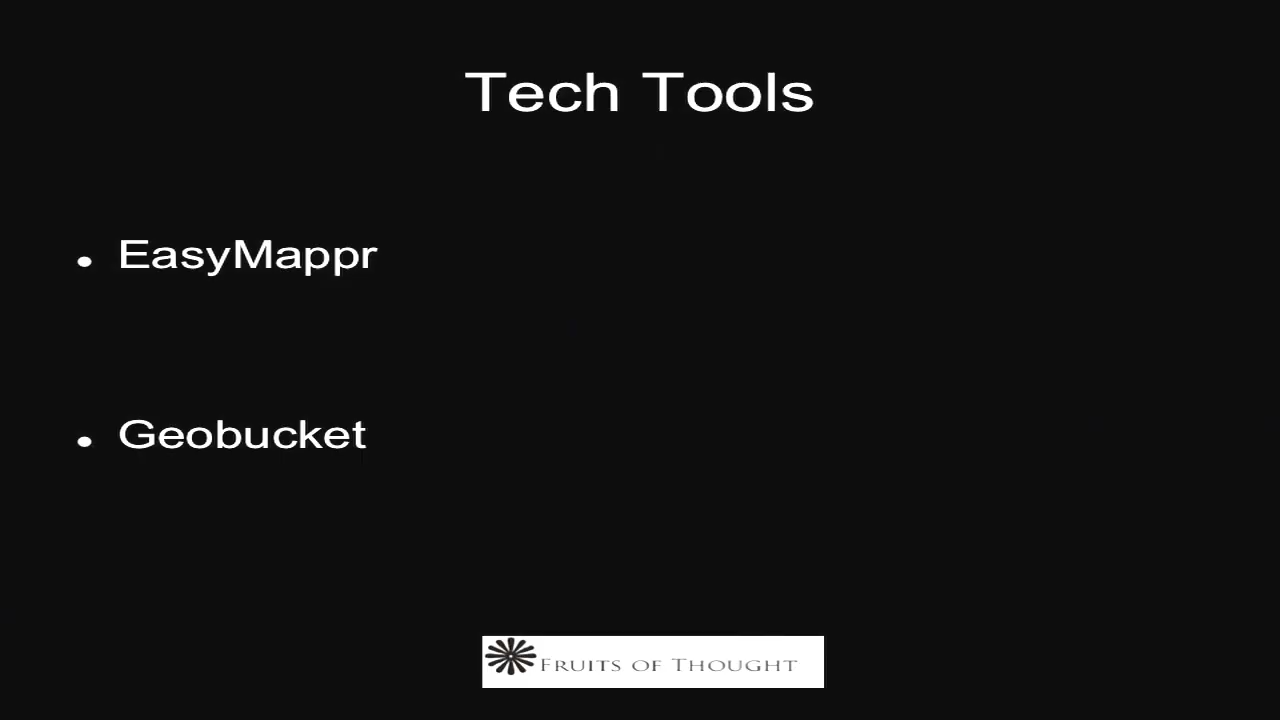 Tech Tools
• EasyMappr
• Geobucket
Fruits of Thought